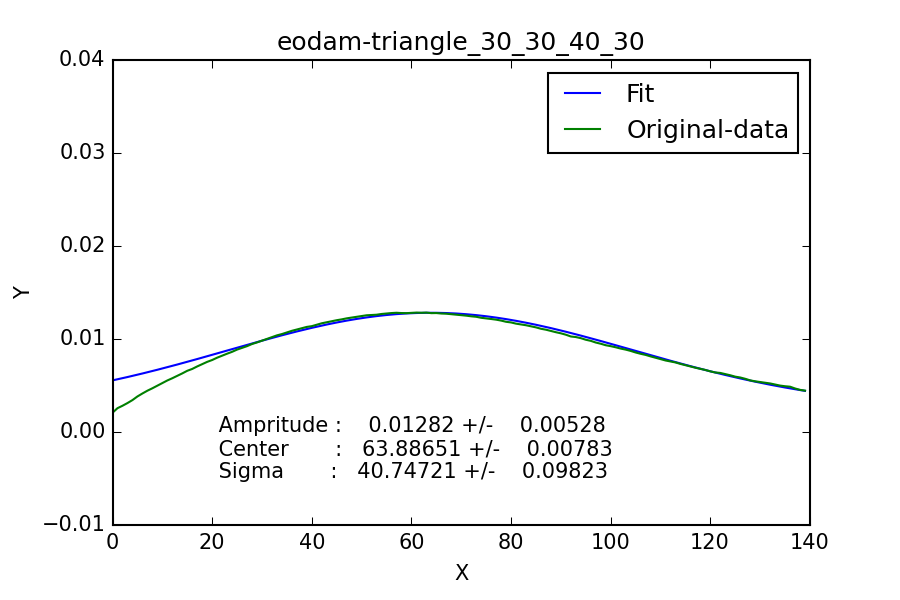 eodam-triangle_30_30_40_30
0.04
0.03
0.02
0.01
0.00
−0.01
Y
Fit
Original-data
Ampritude : 0.01282 +/- 0.00528
Center : 63.88651 +/- 0.00783
Sigma : 40.74721 +/- 0.09823
0 20 40 60 80 100 120 140
X